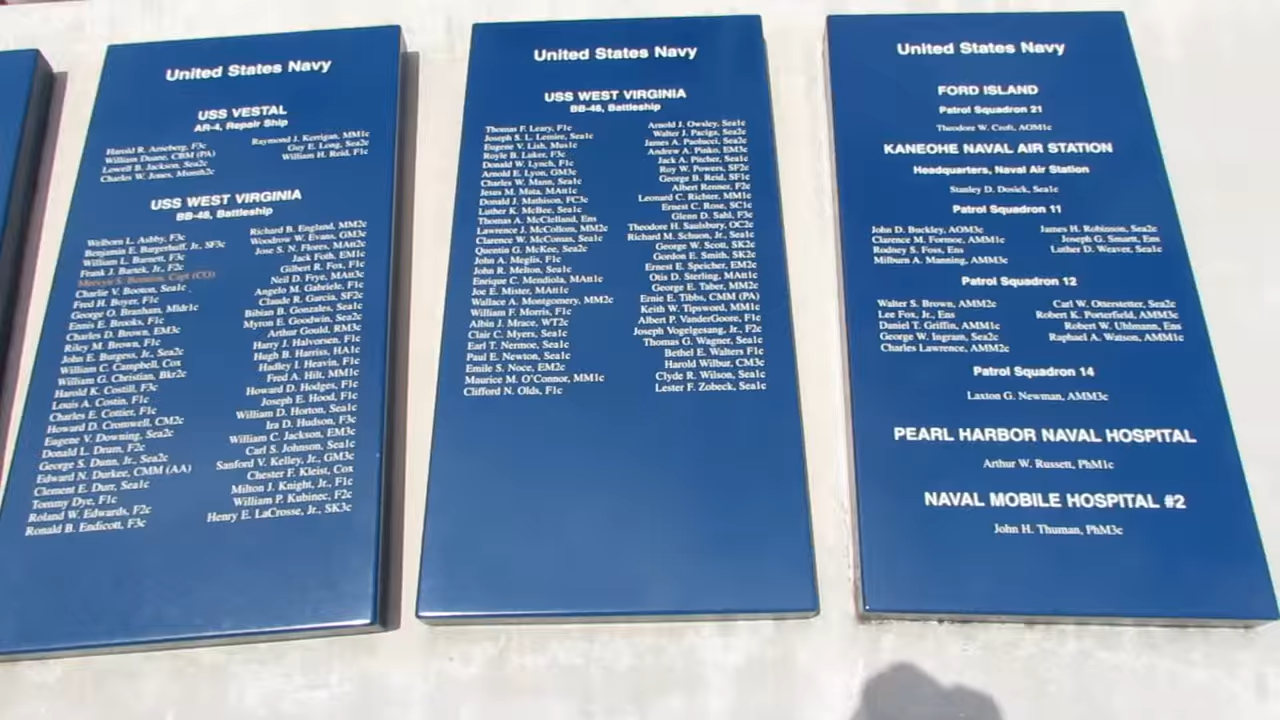 United States Navy
USS VESTAL
AR-4, Repair Ship
Harold R. Arneberg, F3c
William Duane, CBM (PA)
Lowell B. Jackson, Sea2c
Charles W. Jones, Msmth2c
Raymond J. Kerrigan, MM1c
Guy E. Long, Sea2c
William H. Reid, F1c
USS WEST VIRGINIA
BB-48, Battleship
Welborn L. Ashby, F3c
Benjamin E. Bargerhuff, Jr., SF3c
William L. Barnett, F3c
Frank J. Bartek, Jr., F2c
Mervyn S. Bennion, Capt (CO)
Charlie V. Booton, Sea1c
Fred H. Boyer, F1c
George O. Branham, Mldr1c
Ennis E. Brooks, F1c
Charles D. Brown, EM3c
Riley M. Brown, F1c
John E. Burgess, Jr., Sea2c
William C. Campbell, Cox
William G. Christian, Bkr2c
Harold K. Costill, F3c
Louis A. Costin, F1c
Charles E. Cottier, F1c
Howard D. Cromwell, CM2c
Eugene V. Downing, Sea2c
Donald L. Drum, F2c
George S. Dunn, Jr., Sea2c
Edward N. Durkee, CMM (AA)
Clement E. Durr, Sea1c
Tommy Dye, F1c
Roland W. Edwards, F2c
Ronald B. Endicott, F3c
Richard B. England, MM2c
Woodrow W. Evans, GM3c
Jose S. N. Flores, MAtt2c
Jack Foth, EM1c
Gilbert R. Fox, F1c
Neil D. Frye, MAtt3c
Angelo M. Gabriele, F1c
Claude R. Garcia, SF2c
Bibian B. Gonzales, Sea1c
Myron E. Goodwin, Sea2c
Arthur Gould, RM3c
Harry J. Halvorsen, F1c
Hugh B. Harriss, HA1c
Hadley I. Heavin, F1c
Fred A. Hilt, MM1c
Howard D. Hodges, F1c
Joseph E. Hood, F1c
William D. Horton, Sea1c
Ira D. Hudson, F3c
William C. Jackson, EM3c
Carl S. Johnson, Sea1c
Sanford V. Kelley, Jr., GM3c
Chester F. Kleist, Cox
Milton J. Knight, Jr., F1c
William P. Kubinec, F2c
Henry E. LaCrosse, Jr., SK3c
United States Navy
USS WEST VIRGINIA
BB-48, Battleship
Thomas F. Leary, F1c
Joseph S. L. Lemire, Sea1c
Eugene V. Lish, Mus1c
Royle B. Luker, F3c
Donald W. Lynch, F1c
Arnold E. Lyon, GM3c
Charles W. Mann, Sea1c
Jesus M. Mata, MAtt1c
Donald J. Mathison, FC3c
Luther K. McBee, Sea1c
Thomas A. McClelland, Ens
Lawrence J. McCollom, MM2c
Clarence W. McComas, Sea1c
Quentin G. McKee, Sea2c
John A. Meglis, F1c
John R. Melton, Sea1c
Enrique C. Mendiola, MAtt1c
Joe E. Mister, MAtt1c
Wallace A. Montgomery, MM2c
William F. Morris, F1c
Albin J. Mrace, WT2c
Clair C. Myers, Sea1c
Earl T. Nermoe, Sea1c
Paul E. Newton, Sea1c
Emile S. Noce, EM2c
Maurice M. O'Connor, MM1c
Clifford N. Olds, F1c
Arnold J. Owsley, Sea1c
Walter J. Paciga, Sea2c
James A. Paolucci, Sea2c
Andrew A. Pinko, EM3c
Jack A. Pitcher, Sea1c
Roy W. Powers, SF2c
George B. Reid, SF1c
Albert Renner, F2c
Leonard C. Richter, MM1c
Ernest C. Rose, SC1c
Glenn D. Sahl, F3c
Theodore H. Saulsbury, OC2c
Richard M. Schuon, Jr., Sea1c
George W. Scott, SK2c
Gordon E. Smith, SK2c
Ernest E. Speicher, EM2c
Otis D. Sterling, MAtt1c
George E. Taber, MM2c
Ernie E. Tibbs, CMM (PA)
Keith W. Tipsword, MM1c
Albert P. VanderGoore, F1c
Joseph Vogelgesang, Jr., F2c
Thomas G. Wagner, Sea1c
Bethel E. Walters F1c
Harold Wilbur, CM3c
Clyde R. Wilson, Sea1c
Lester F. Zobeck, Sea1c
United States Navy
FORD ISLAND
Patrol Squadron 21
Theodore W. Croft, AOM1c
KANEOHE NAVAL AIR STATION
Headquarters, Naval Air Station
Stanley D. Dosick, Sea1c
Patrol Squadron 11
John D. Buckley, AOM3c
Clarence M. Formoe, AMM1c
Rodney S. Foss, Ens
Milburn A. Manning, AMM3c
James H. Robinson, Sea2c
Joseph G. Smartt, Ens
Luther D. Weaver, Sea1c
Patrol Squadron 12
Walter S. Brown, AMM2c
Lee Fox, Jr., Ens
Daniel T. Griffin, AMM1c
George W. Ingram, Sea2c
Charles Lawrence, AMM2c
Carl W. Otterstetter, Sea2c
Robert K. Porterfield, AMM3c
Robert W. Uhlmann, Ens
Raphael A. Watson, AMM1c
Patrol Squadron 14
Laxton G. Newman, AMM3c
PEARL HARBOR NAVAL HOSPITAL
Arthur W. Russett, PhM1c
NAVAL MOBILE HOSPITAL #2
John H. Thuman, PhM3c